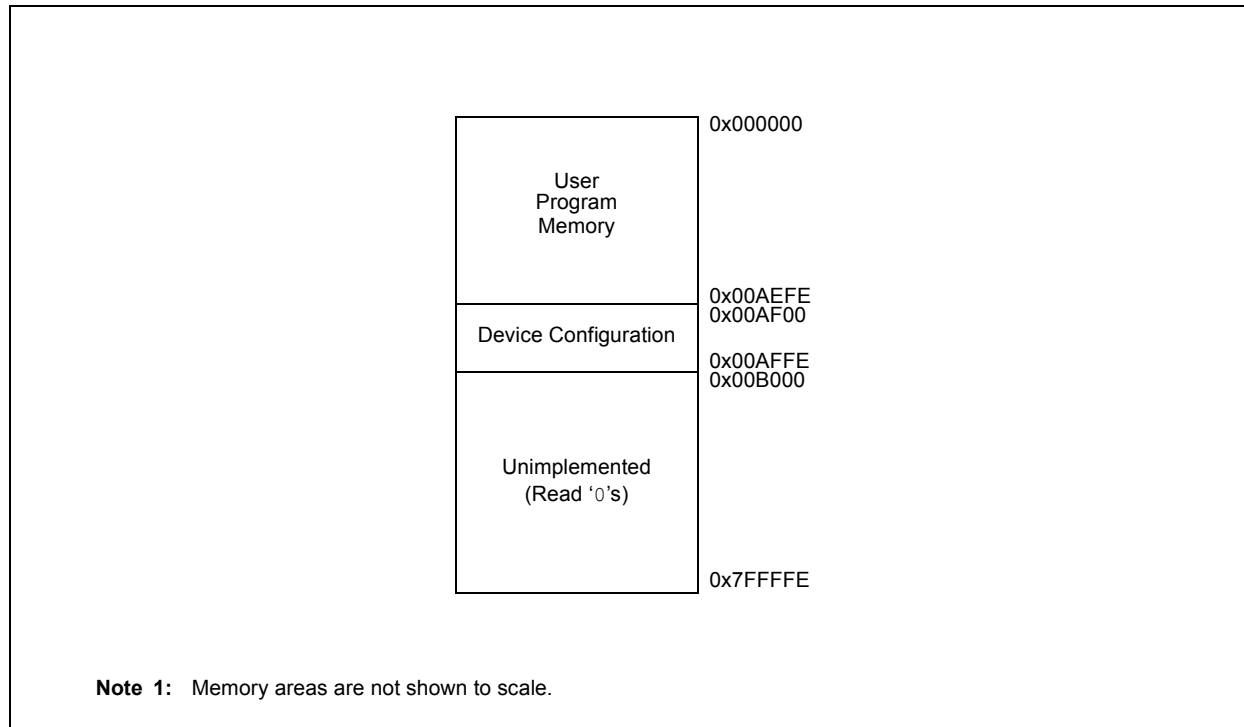 0x000000
User
Program
Memory
0x00AEFE
0x00AF00
Device Configuration
0x00AFFE
0x00B000
Unimplemented
(Read ‘0’s)
0x7FFFFE
Note 1: Memory areas are not shown to scale.